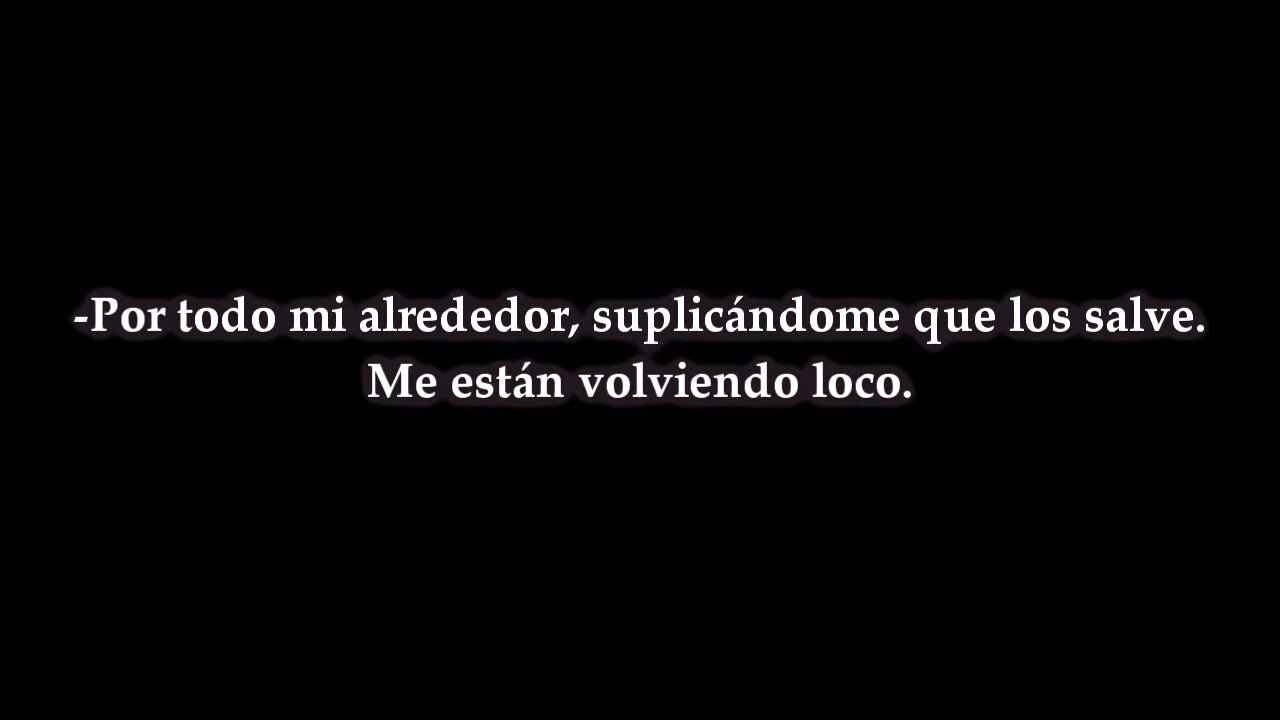 -Por todo mi alrededor, suplicándome que los salve.
Me están volviendo loco.